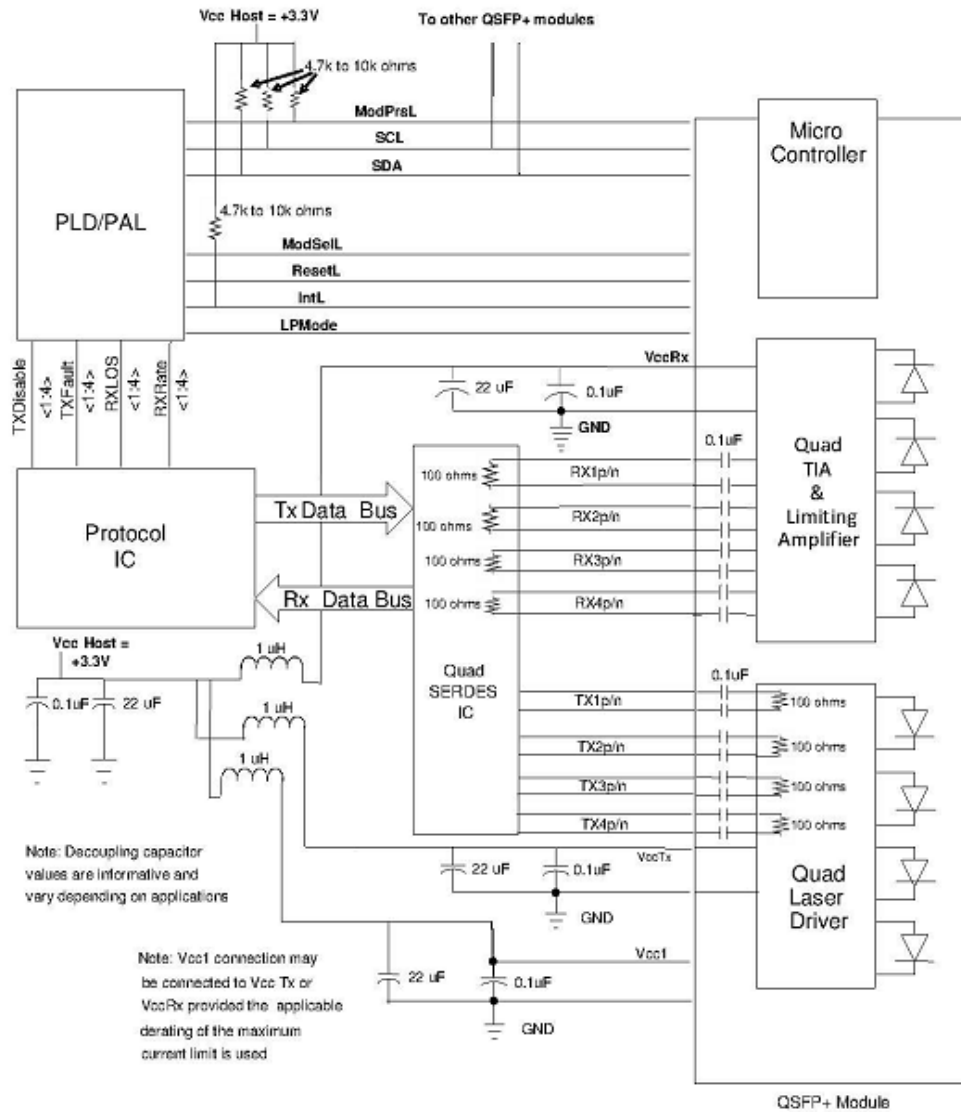 Vcc Host = +3.3V
To other QSFP+ modules
4.7k to 10k ohms
ModPrsL
SCL
SDA
Micro
Controller
PLD/PAL
4.7k to 10k ohms
ModSelL
ResetL
IntL
LPMode
TXDisable
<1:4>
TXFault
<1:4>
RXLOS
<1:4>
RXRate
<1:4>
VccRx
22 uF
0.1uF
GND
0.1uF
Quad
TIA
&
Limiting
Amplifier
100 ohms
RX1p/n
100 ohms
RX2p/n
100 ohms
RX3p/n
100 ohms
RX4p/n
Tx Data Bus
Protocol
IC
Rx Data Bus
Vcc Host =
+3.3V
0.1uF
22 uF
1 uH
1 uH
1 uH
Quad
SERDES
IC
0.1uF
TX1p/n
100 ohms
TX2p/n
100 ohms
TX3p/n
100 ohms
TX4p/n
100 ohms
VccTx
22 uF
0.1uF
GND
Quad
Laser
Driver
Note: Decoupling capacitor
values are informative and
vary depending on applications
Vcc1
22 uF
0.1uF
GND
Note: Vcc1 connection may
be connected to Vcc Tx or
VccRx provided the applicable
derating of the maximum
current limit is used
QSFP+ Module